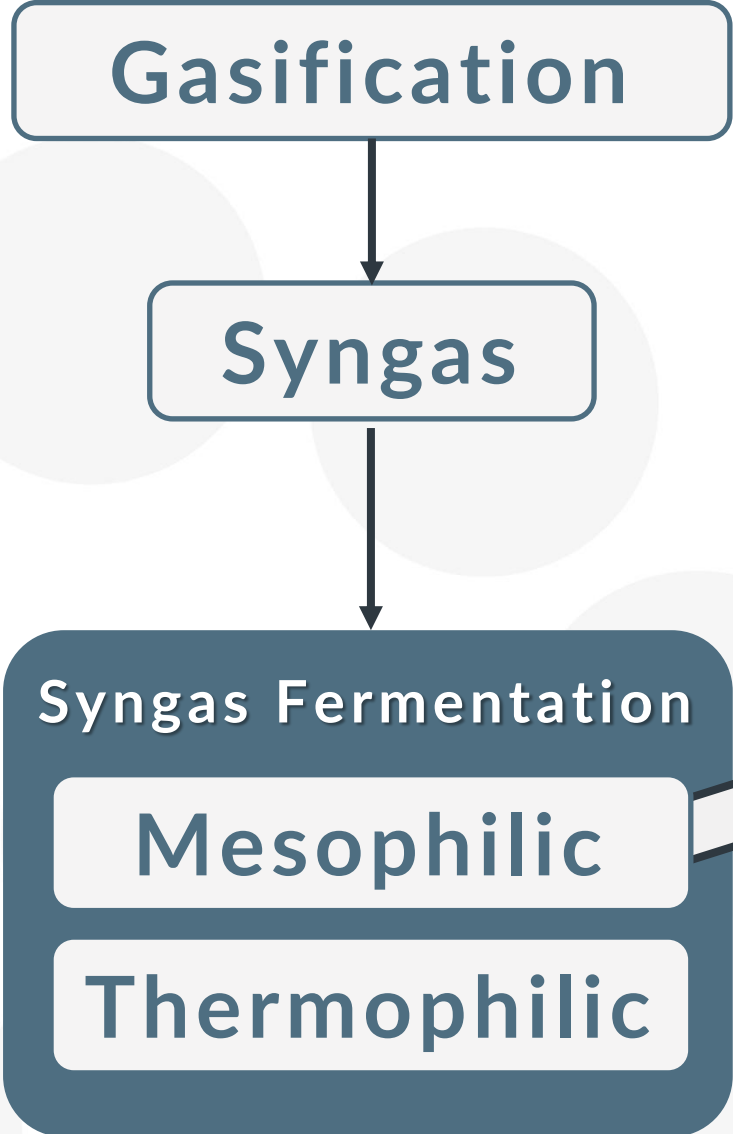 Gasification
Syngas
Syngas Fermentation
Mesophilic
Thermophilic